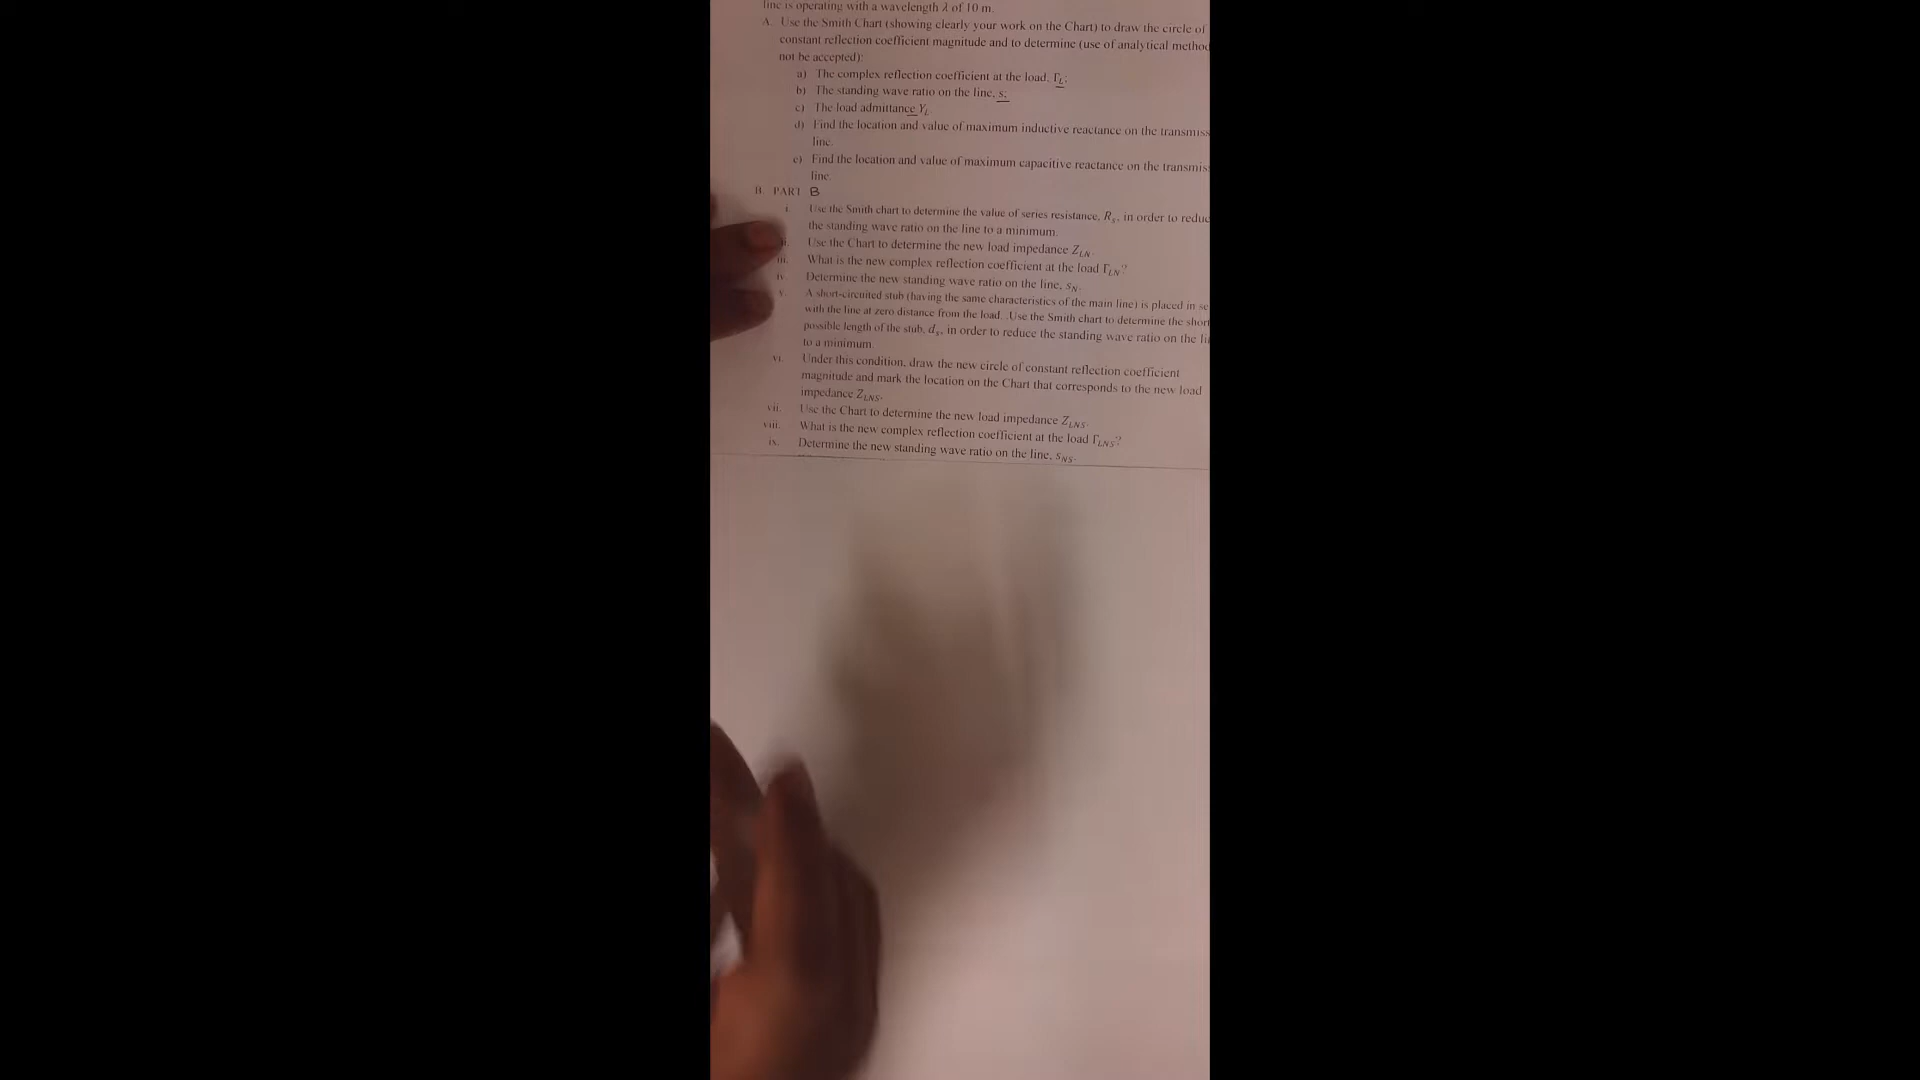 line is operating with a wavelength λ of 10 m.
A. Use the Smith Chart (showing clearly your work on the Chart) to draw the circle of
constant reflection coefficient magnitude and to determine (use of analytical method
not be accepted):
a) The complex reflection coefficient at the load, Γ_L;
b) The standing wave ratio on the line, s;
c) The load admittance Y_L.
d) Find the location and value of maximum inductive reactance on the transmiss
line.
e) Find the location and value of maximum capacitive reactance on the transmis
line.
B. PART B
i. Use the Smith chart to determine the value of series resistance, R_s, in order to reduc
the standing wave ratio on the line to a minimum.
ii. Use the Chart to determine the new load impedance Z_LN.
iii. What is the new complex reflection coefficient at the load Γ_LN?
iv. Determine the new standing wave ratio on the line, s_N.
v. A short-circuited stub (having the same characteristics of the main line) is placed in se
with the line at zero distance from the load. .Use the Smith chart to determine the short
possible length of the stub, d_s, in order to reduce the standing wave ratio on the li
to a minimum.
vi. Under this condition, draw the new circle of constant reflection coefficient
magnitude and mark the location on the Chart that corresponds to the new load
impedance Z_LNS.
vii. Use the Chart to determine the new load impedance Z_LNS.
viii. What is the new complex reflection coefficient at the load Γ_LNS?
ix. Determine the new standing wave ratio on the line, s_NS.